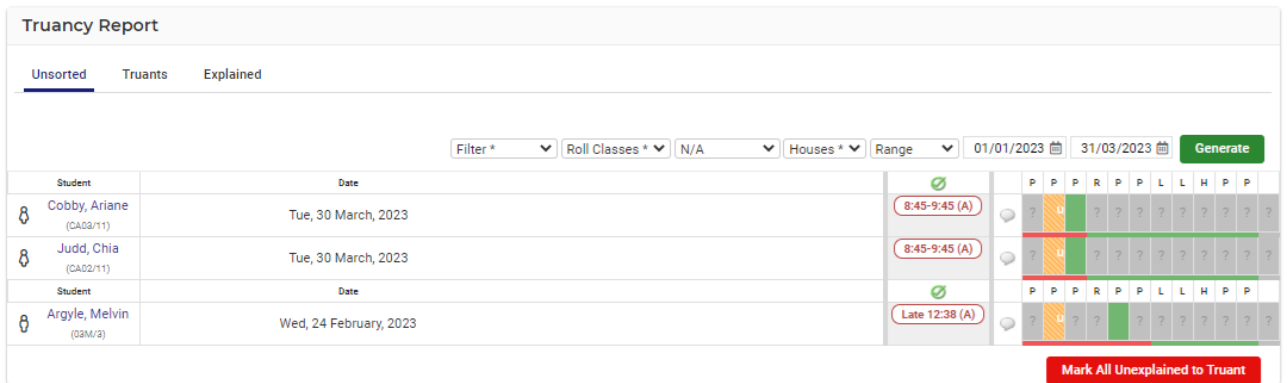 Truancy Report
Unsorted Truants Explained
Filter * Roll Classes * N/A Houses * Range 01/01/2023 31/03/2023 Generate
Student Date P P P R P P L L H P P
Cobby, Ariane Tue, 30 March, 2023 8:45-9:45 (A) ? U ? ? ? ? ? ? ? ? ?
(CA03/11)
Judd, Chia Tue, 30 March, 2023 8:45-9:45 (A) ? U ? ? ? ? ? ? ? ? ?
(CA02/11)
Student Date P P P R P P L L H P P
Argyle, Melvin Wed, 24 February, 2023 Late 12:38 (A) ? U ? ? ? ? ? ? ? ?
(03M/3)
Mark All Unexplained to Truant